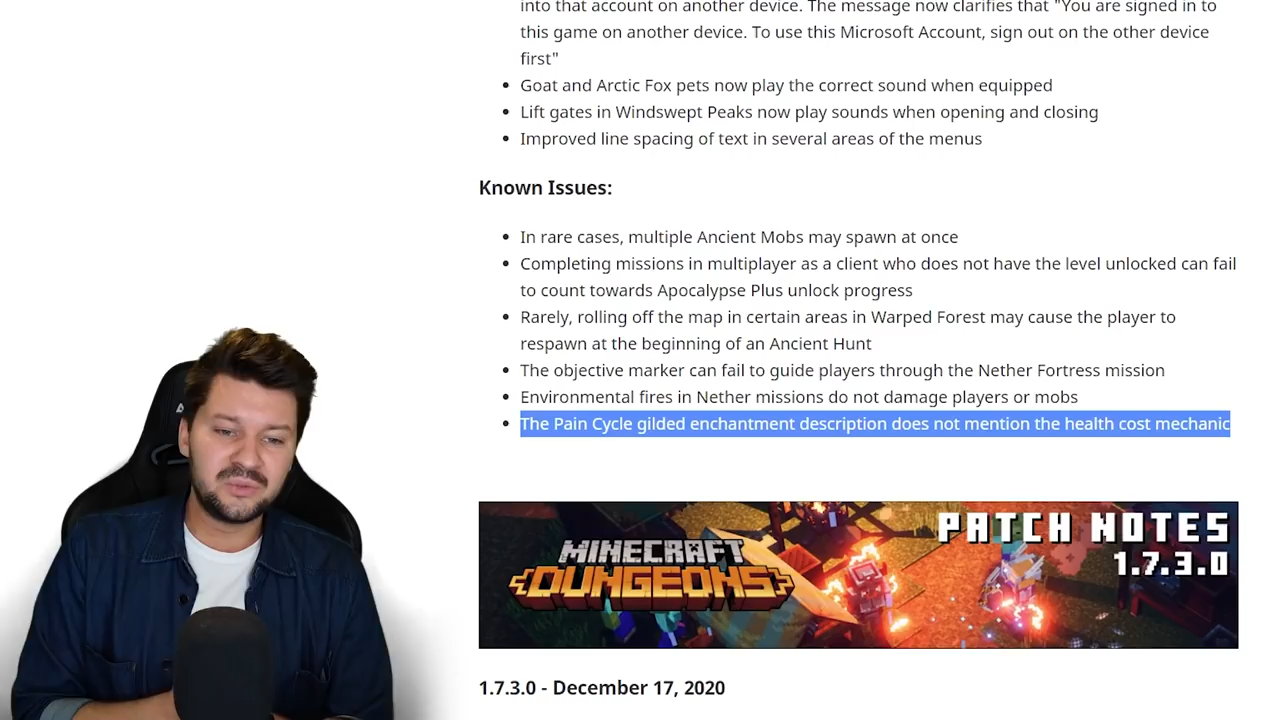 into that account on another device. The message now clarifies that "You are signed in to
this game on another device. To use this Microsoft Account, sign out on the other device
first"
Goat and Arctic Fox pets now play the correct sound when equipped
Lift gates in Windswept Peaks now play sounds when opening and closing
Improved line spacing of text in several areas of the menus
Known Issues:
In rare cases, multiple Ancient Mobs may spawn at once
Completing missions in multiplayer as a client who does not have the level unlocked can fail
to count towards Apocalypse Plus unlock progress
Rarely, rolling off the map in certain areas in Warped Forest may cause the player to
respawn at the beginning of an Ancient Hunt
The objective marker can fail to guide players through the Nether Fortress mission
Environmental fires in Nether missions do not damage players or mobs
The Pain Cycle gilded enchantment description does not mention the health cost mechanic
PATCH NOTES
1.7.3.0
MINECRAFT
DUNGEONS
1.7.3.0 - December 17, 2020